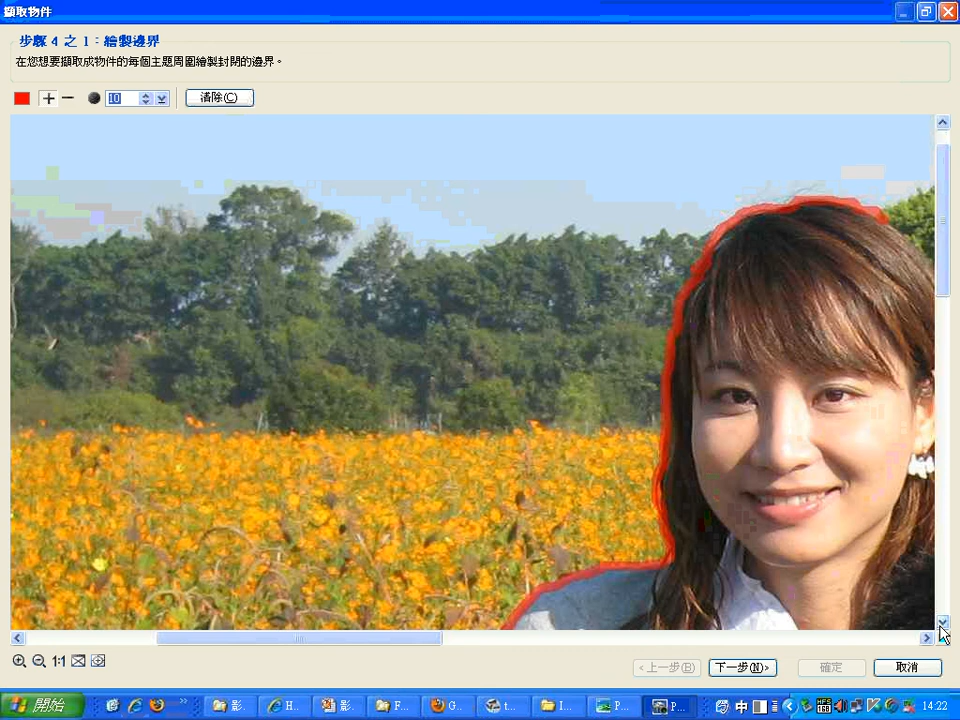 擷取物件
步驟 4 之 1：繪製邊界
在您想要擷取成物件的每個主題周圍繪製封閉的邊界。
10
清除(C)
1:1
<上一步(B)
下一步(N)>
確定
取消
開始
影..
H..
影..
F...
G..
t...
I...
P...
P...
中
14:22